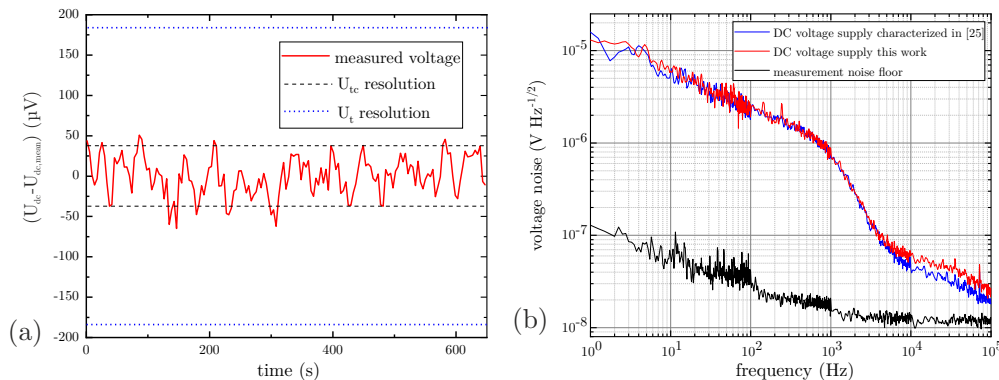 200
150
100
50
0
-50
-100
-150
-200
(U_dc-U_dc,mean) (µV)
measured voltage
U_tc resolution
U_t resolution
0 200 400 600
time (s)
(a)
10^-5
10^-6
10^-7
10^-8
voltage noise (V Hz^-1/2)
DC voltage supply characterized in [25]
DC voltage supply this work
measurement noise floor
10^0 10^1 10^2 10^3 10^4 10^5
frequency (Hz)
(b)